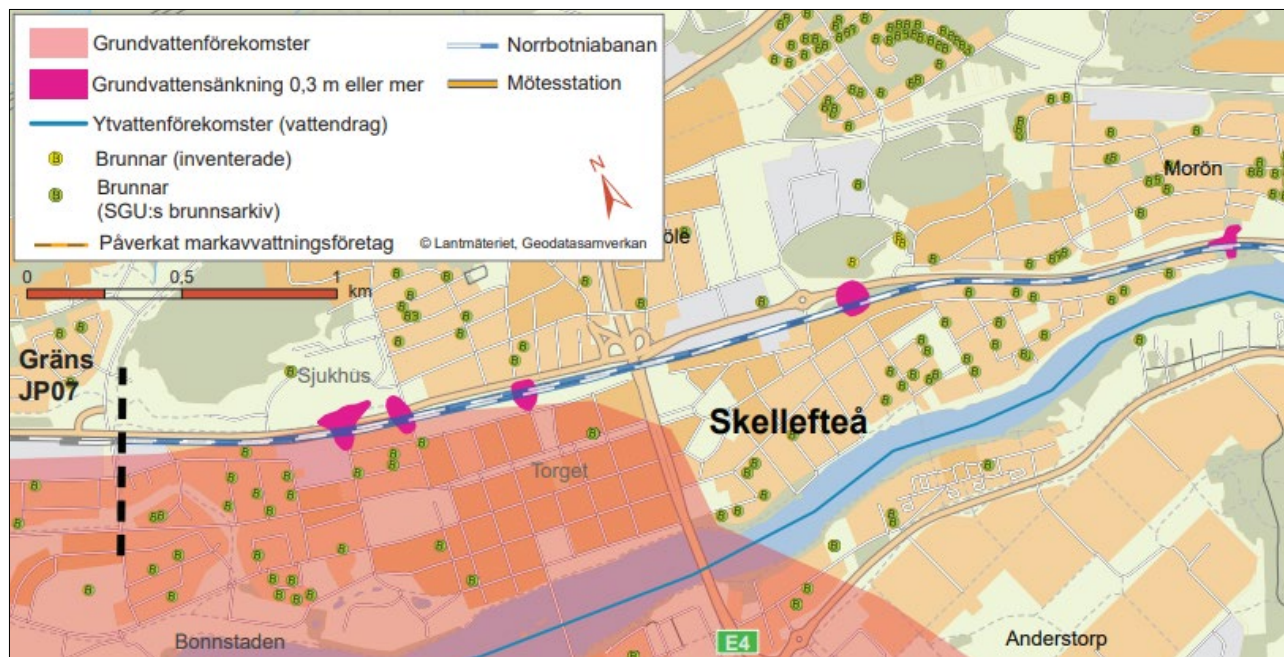 Grundvattenförekomster
Grundvattensänkning 0,3 m eller mer
Ytvattenförekomster (vattendrag)
Brunnar (inventerade)
Brunnar
(SGU:s brunnsarkiv)
Påverkat markavvattningsföretag
Norrbotniabanan
Mötesstation
N
© Lantmäteriet, Geodatasamverkan
0 0,5 1
km
Morön
öle
Gräns
JP07
Sjukhus
Skellefteå
Torget
Bonnstaden
E4
Anderstorp